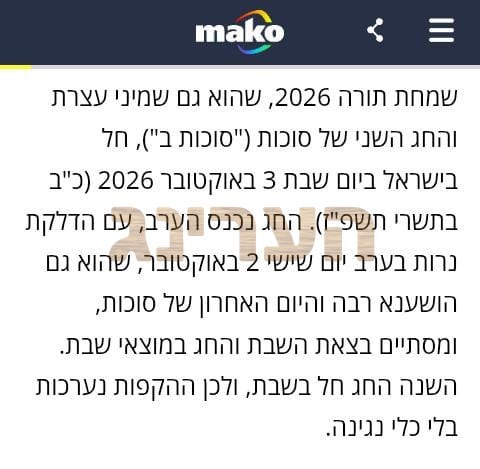 mako
שמחת תורה 2026, שהוא גם שמיני עצרת
והחג השני של סוכות ("סוכות ב"), חל
בישראל ביום שבת 3 באוקטובר 2026 (כ"ב
בתשרי תשפ"ז). החג נכנס הערב, עם הדלקת
הערינג
נרות בערב יום שישי 2 באוקטובר, שהוא גם
הושענא רבה והיום האחרון של סוכות,
ומסתיים בצאת השבת והחג במוצאי שבת.
השנה החג חל בשבת, ולכן ההקפות נערכות
בלי כלי נגינה.